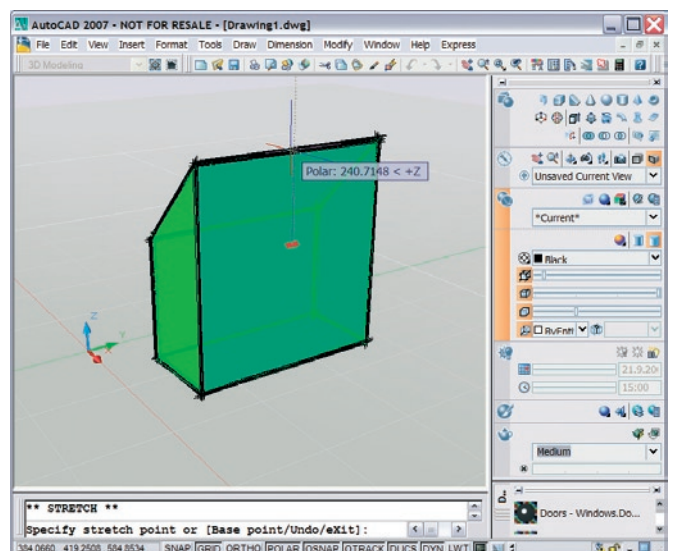 AutoCAD 2007 - NOT FOR RESALE - [Drawing1.dwg]
File Edit View Insert Format Tools Draw Dimension Modify Window Help Express
3D Modeling
Polar: 240.7148 < +Z
Unsaved Current View
*Current*
Black
ByEnti
Z
Y
21.9.20
15:00
Medium
Doors - Windows.Do...
D..
** STRETCH **
Specify stretch point or [Base point/Undo/eXit]:
384.0660, 419.2508, 584.8534 SNAP GRID ORTHO POLAR OSNAP OTRACK DUCS DYN LWT